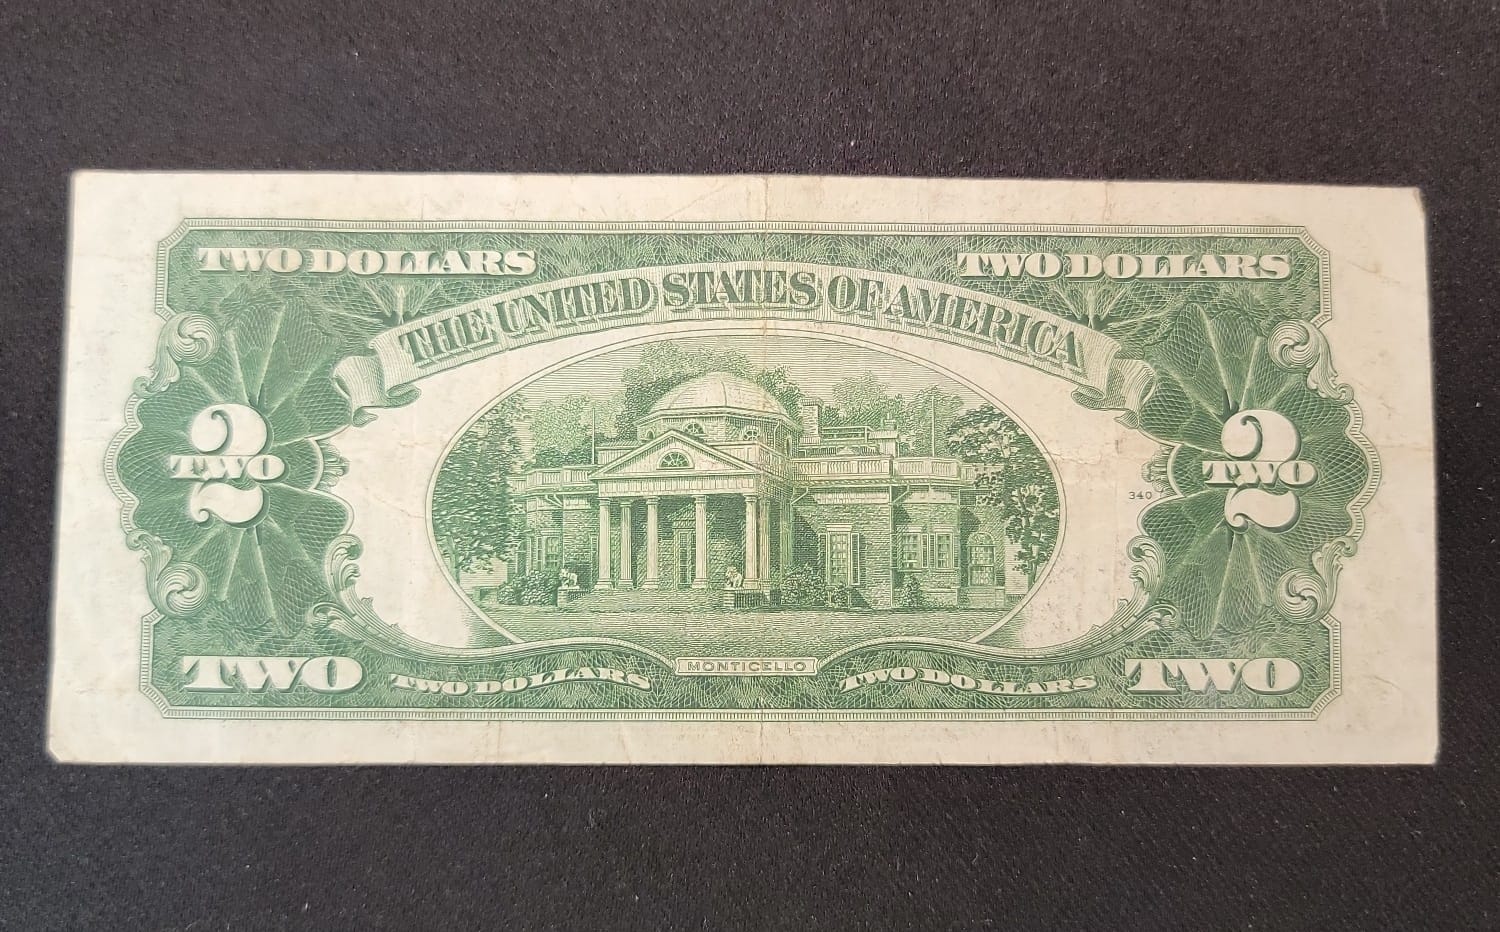 TWO DOLLARS
TWO DOLLARS
THE UNITED STATES OF AMERICA
2
TWO
2
TWO
340
TWO
TWO DOLLARS
MONTICELLO
TWO DOLLARS
TWO